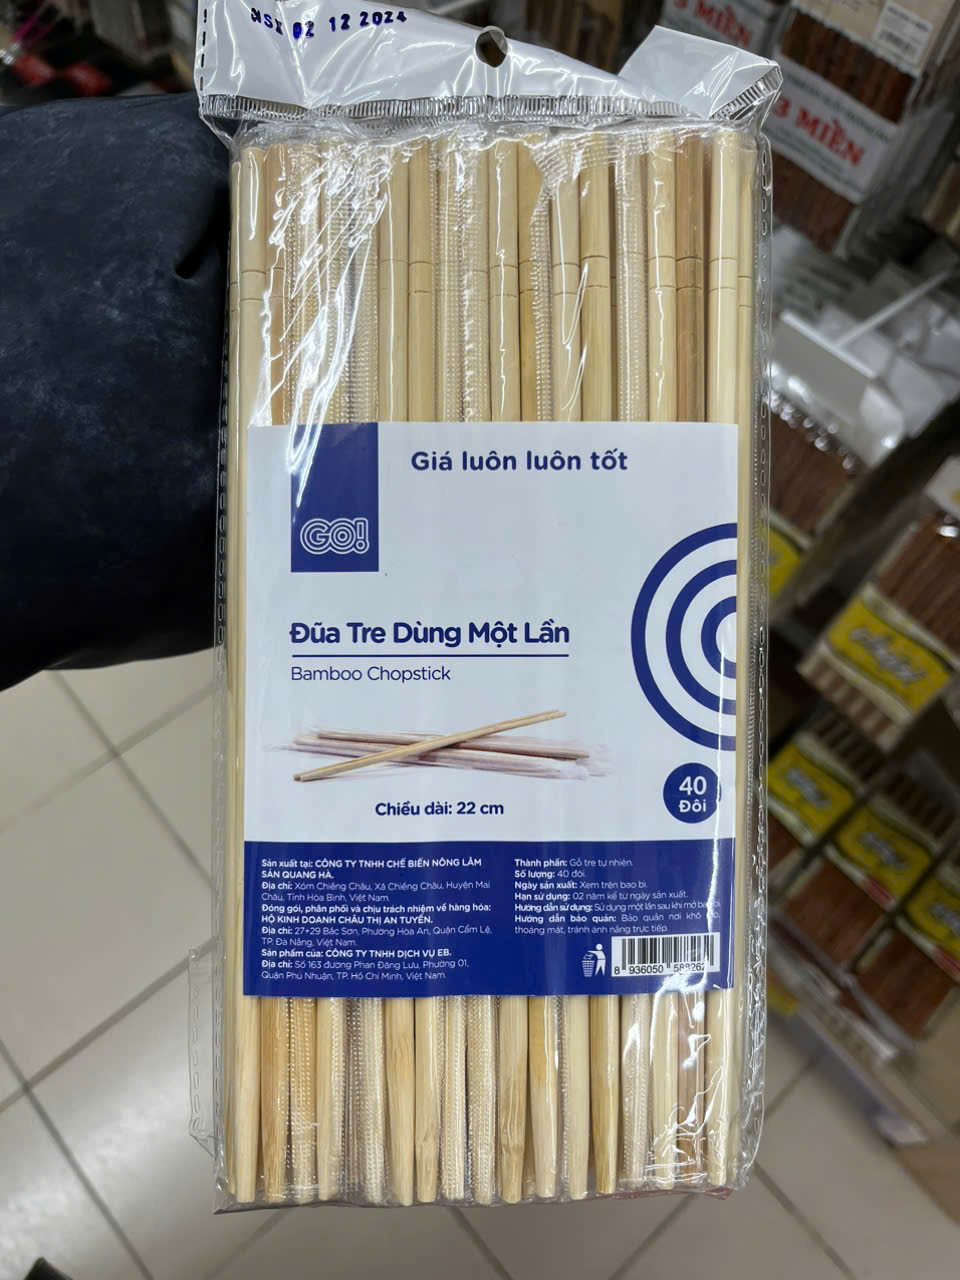 NSX 02 12 2024
3 MIỀN
3 MIỀN
Giá luôn luôn tốt
GO!
Đũa Tre Dùng Một Lần
Bamboo Chopstick
Chiều dài: 22 cm
40
Đôi
Sản xuất tại: CÔNG TY TNHH CHẾ BIẾN NÔNG LÂM
SẢN QUANG HÀ.
Địa chỉ: Xóm Chiềng Châu, Xã Chiềng Châu, Huyện Mai
Châu, Tỉnh Hòa Bình, Việt Nam.
Đóng gói, phân phối và chịu trách nhiệm về hàng hóa:
HỘ KINH DOANH CHÂU THỊ AN TUYỀN.
Địa chỉ: 27+29 Bắc Sơn, Phường Hòa An, Quận Cẩm Lệ,
TP. Đà Nẵng, Việt Nam.
Sản phẩm của: CÔNG TY TNHH DỊCH VỤ EB.
Địa chỉ: Số 163 đường Phan Đăng Lưu, Phường 01,
Quận Phú Nhuận, TP. Hồ Chí Minh, Việt Nam.
Thành phần: Gỗ tre tự nhiên.
Số lượng: 40 đôi.
Ngày sản xuất: Xem trên bao bì.
Hạn sử dụng: 02 năm kể từ ngày sản xuất.
Hướng dẫn sử dụng: Sử dụng một lần sau khi mở bao
Hướng dẫn bảo quản: Bảo quản nơi khô ráo,
thoáng mát, tránh ánh nắng trực tiếp.
8 936050 588262